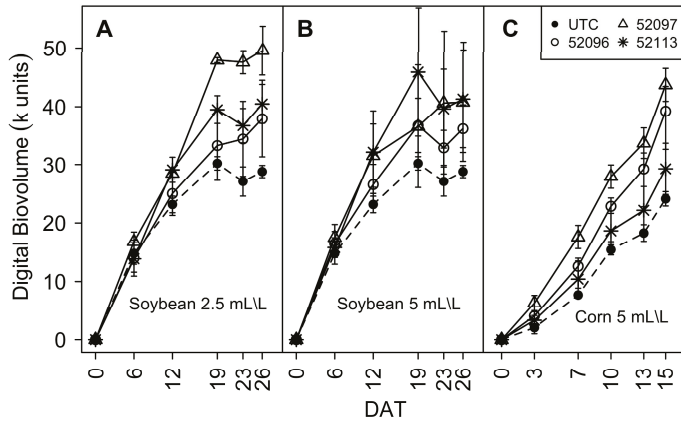 A
B
C
UTC
52097
52096
52113
Digital Biovolume (k units)
50
40
30
20
10
0
Soybean 2.5 mL\L
Soybean 5 mL\L
Corn 5 mL\L
0 6 12 19 23 26
0 6 12 19 23 26
0 3 7 10 13 15
DAT